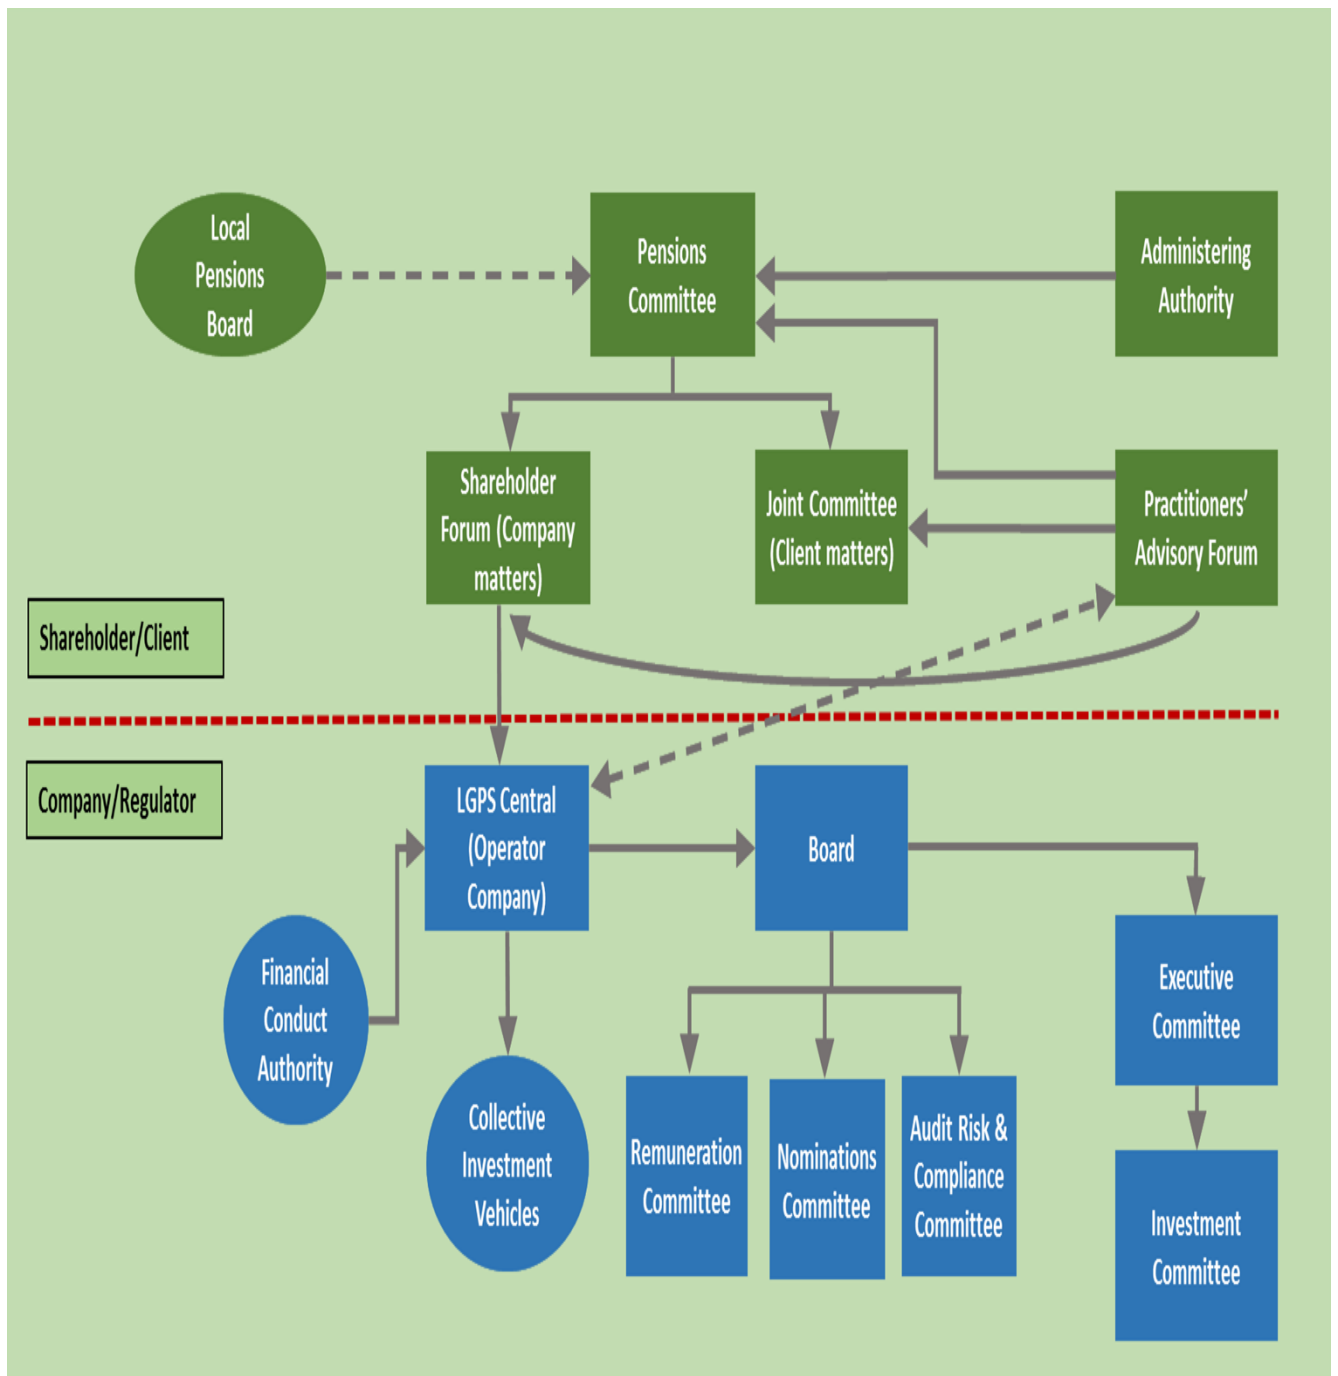 Local
Pensions
Board
Pensions
Committee
Administering
Authority
Shareholder
Forum (Company
matters)
Joint Committee
(Client matters)
Practitioners’
Advisory Forum
Shareholder/Client
Company/Regulator
LGPS Central
(Operator
Company)
Board
Financial
Conduct
Authority
Executive
Committee
Collective
Investment
Vehicles
Remuneration
Committee
Nominations
Committee
Audit Risk &
Compliance
Committee
Investment
Committee